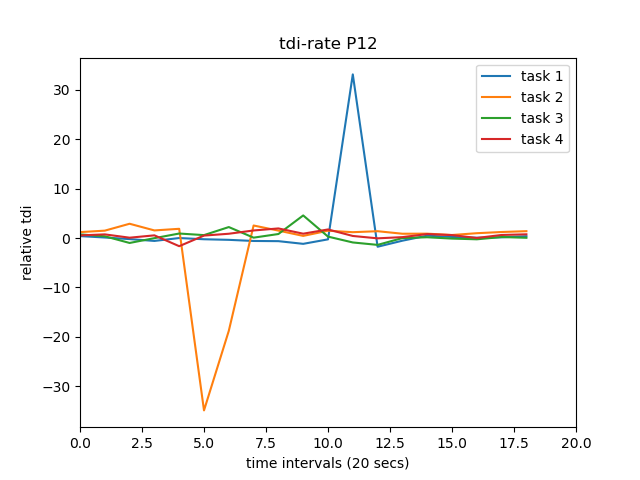 tdi-rate P12
task 1
task 2
task 3
task 4
relative tdi
30
20
10
0
−10
−20
−30
0.0 2.5 5.0 7.5 10.0 12.5 15.0 17.5 20.0
time intervals (20 secs)